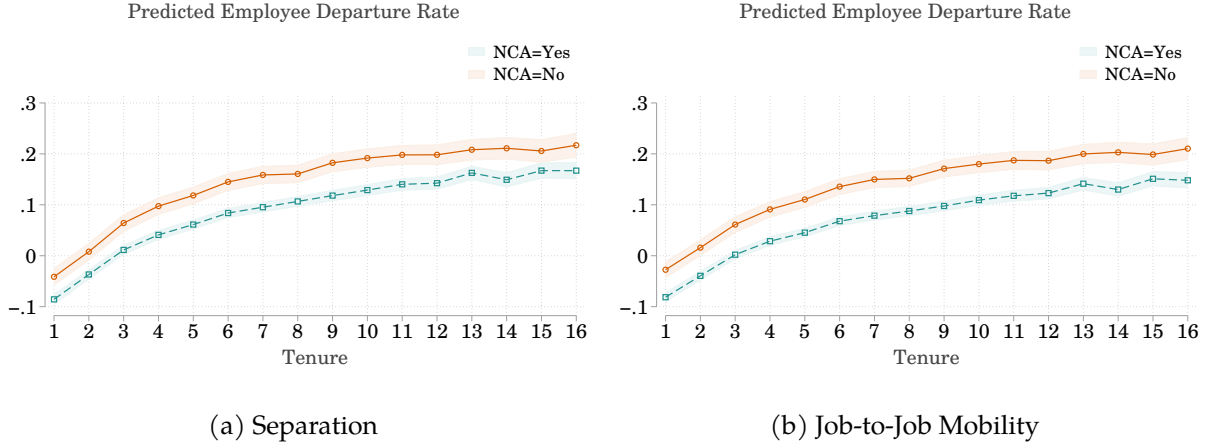 Predicted Employee Departure Rate
NCA=Yes
NCA=No
.3
.2
.1
0
−.1
1 2 3 4 5 6 7 8 9 10 11 12 13 14 15 16
Tenure
(a) Separation
Predicted Employee Departure Rate
NCA=Yes
NCA=No
.3
.2
.1
0
−.1
1 2 3 4 5 6 7 8 9 10 11 12 13 14 15 16
Tenure
(b) Job-to-Job Mobility